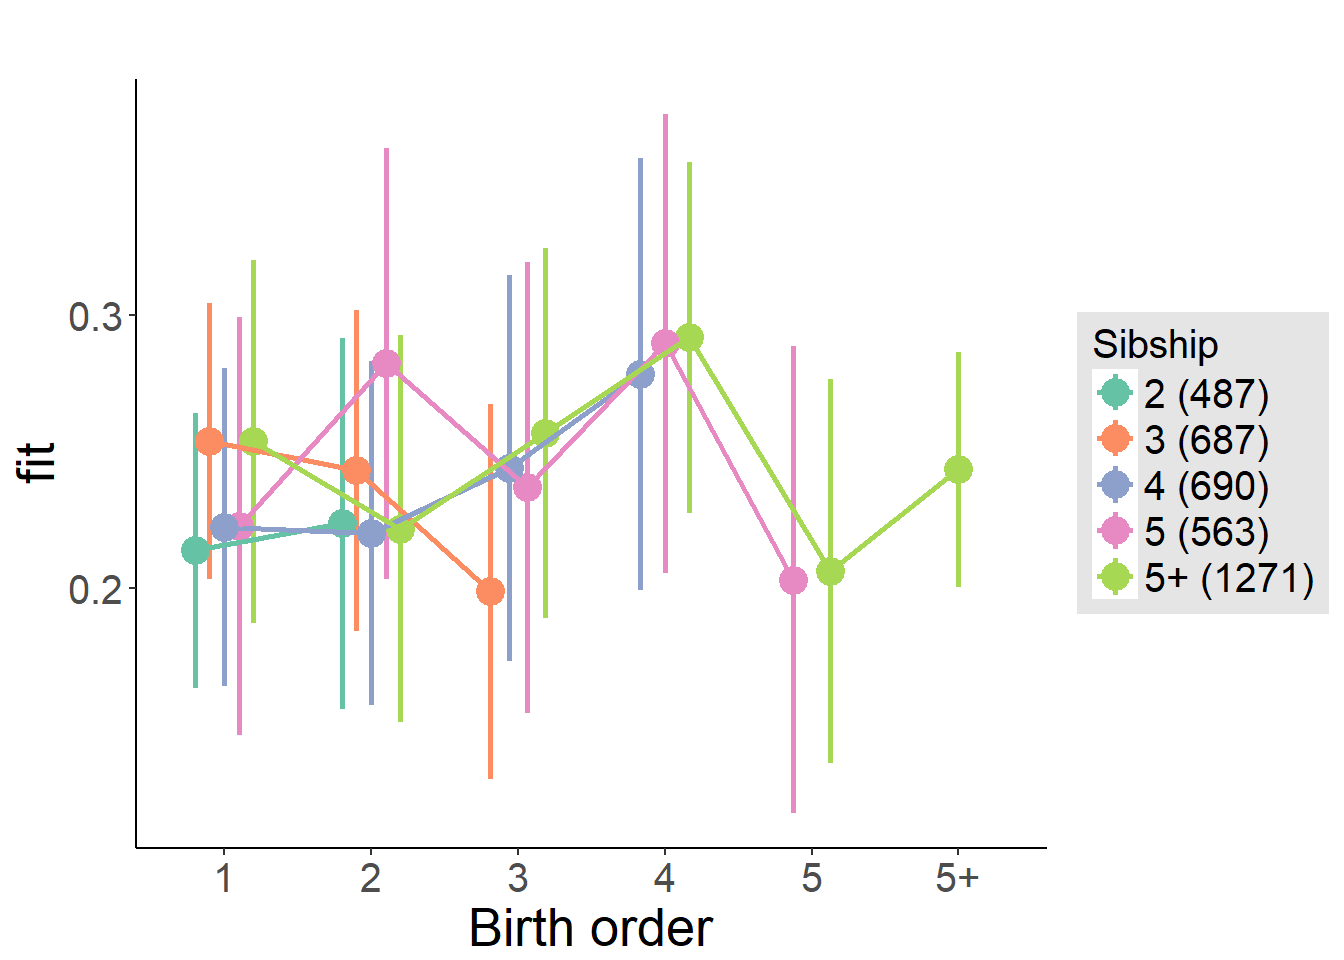 fit
0.3
0.2
1 2 3 4 5 5+
Birth order
Sibship
2 (487)
3 (687)
4 (690)
5 (563)
5+ (1271)